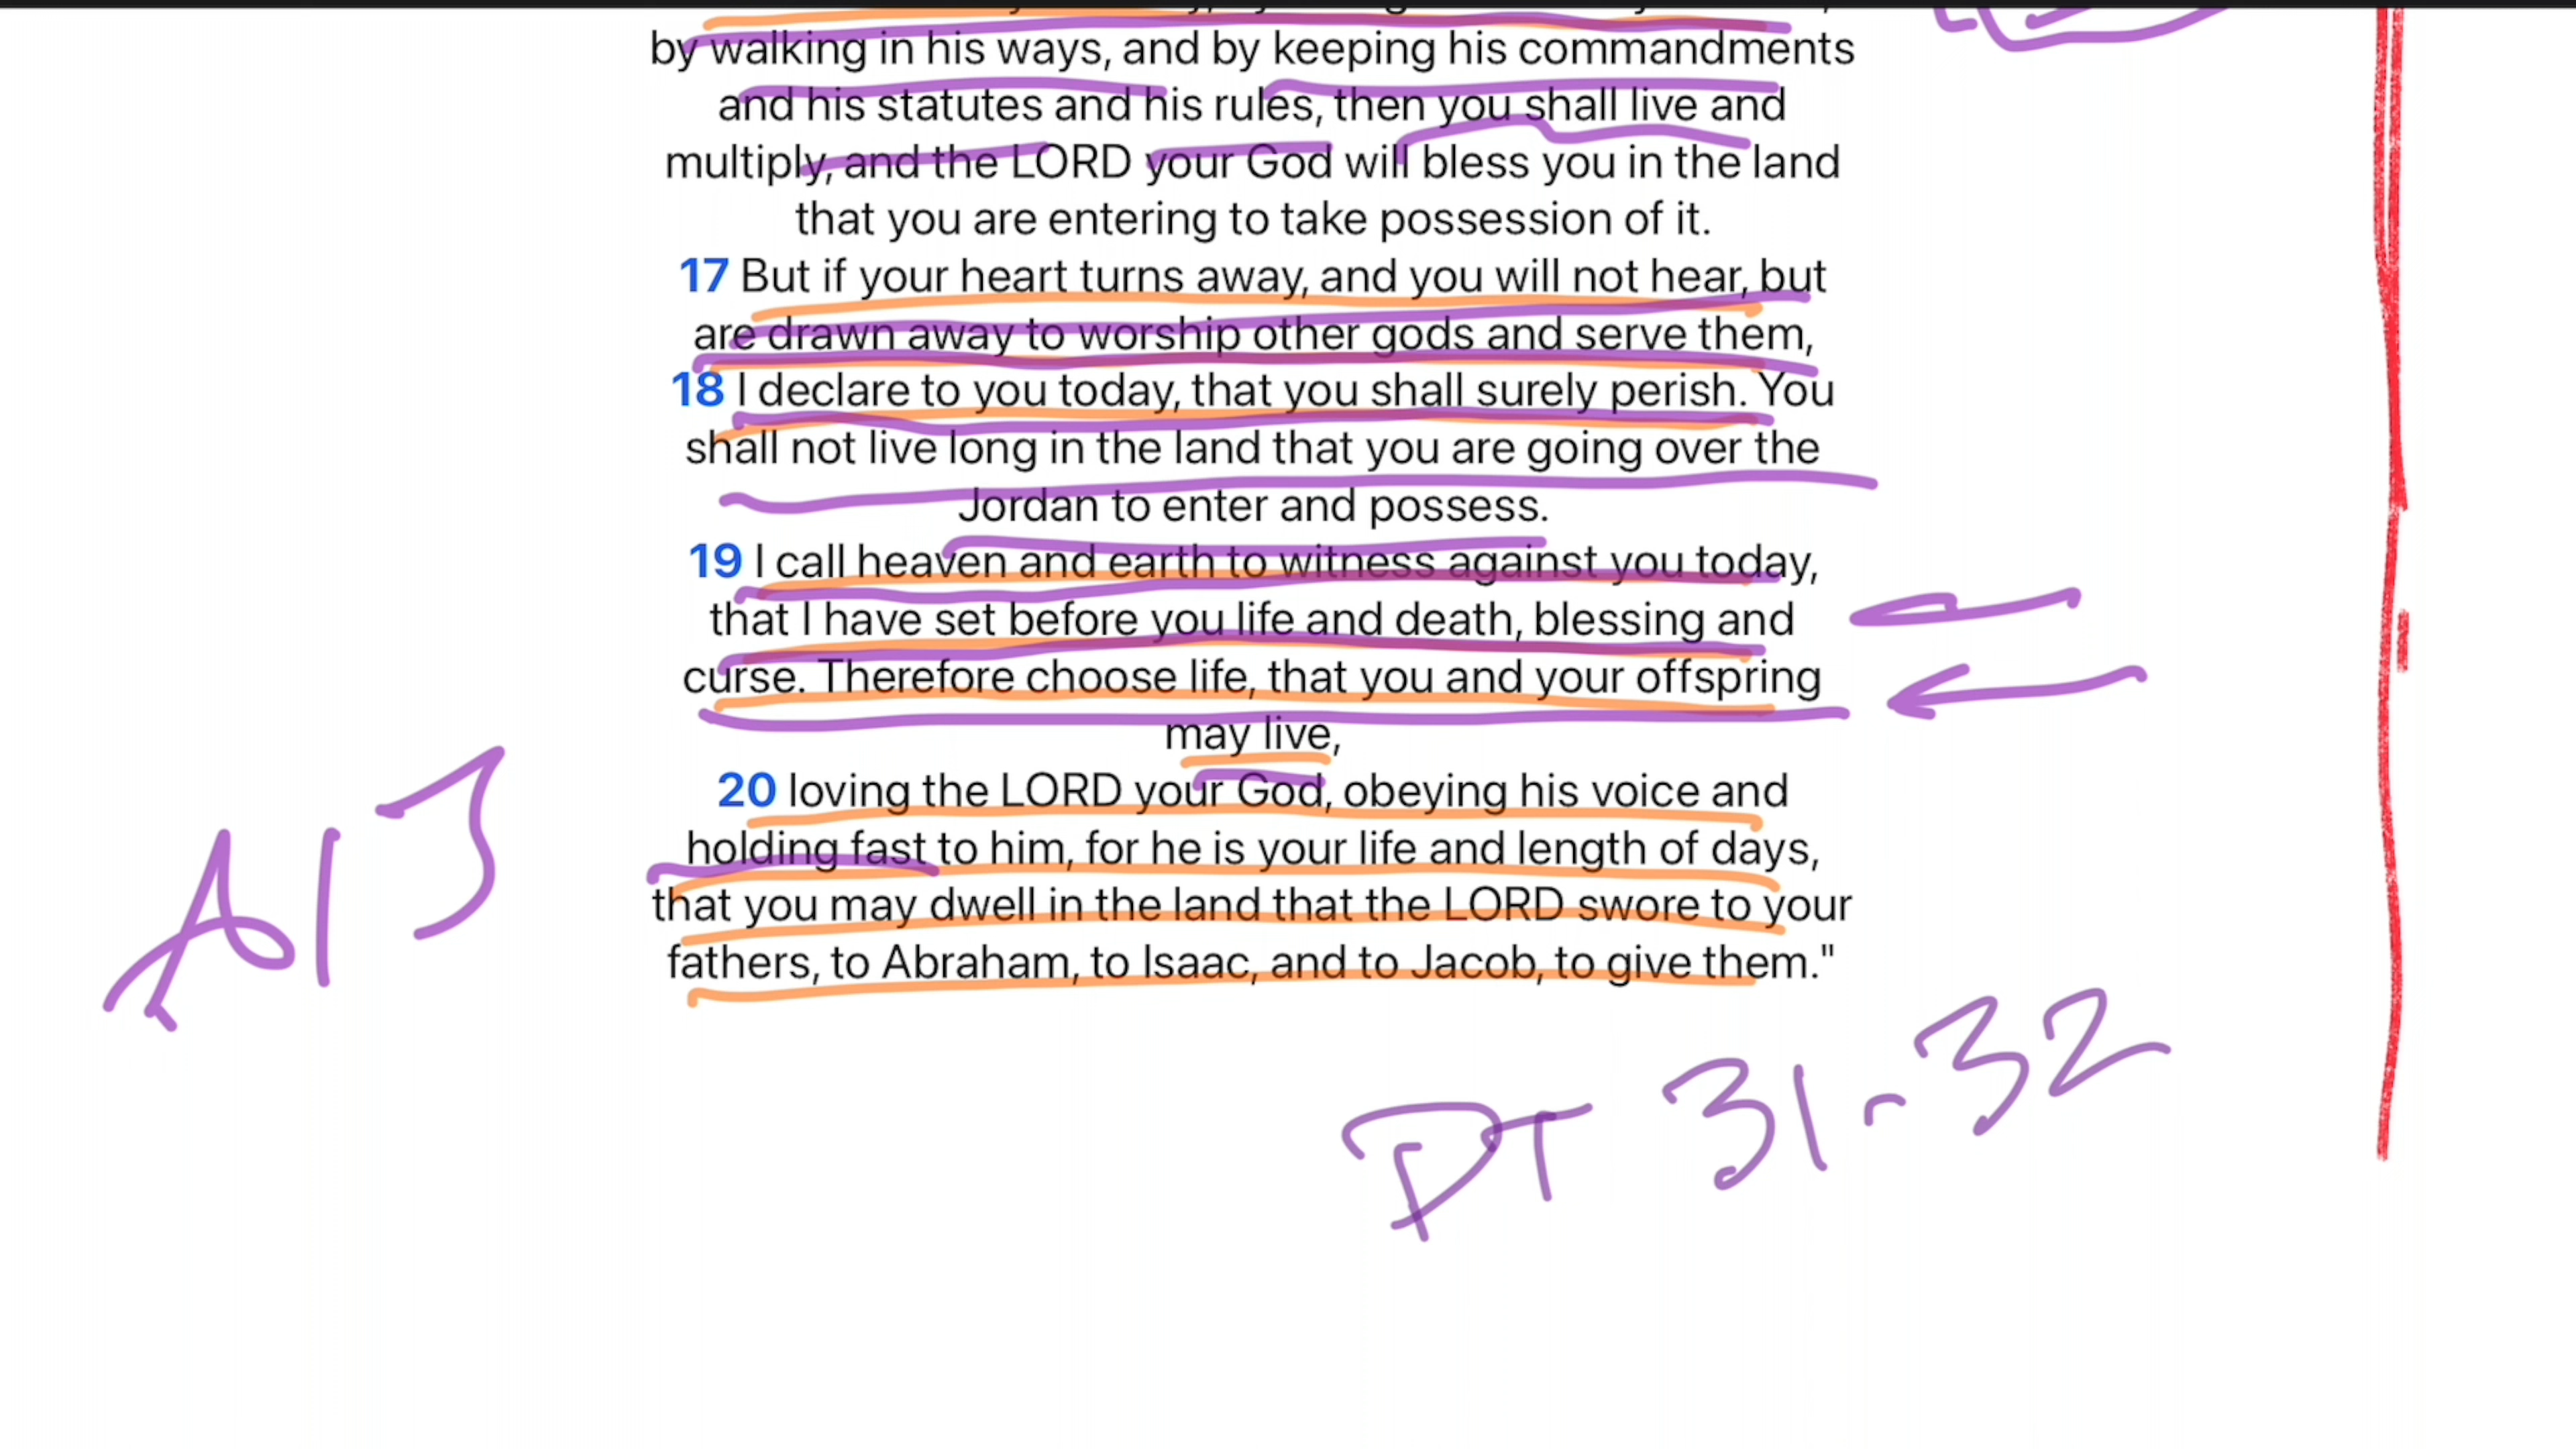 by walking in his ways, and by keeping his commandments
and his statutes and his rules, then you shall live and
multiply, and the LORD your God will bless you in the land
that you are entering to take possession of it.
17 But if your heart turns away, and you will not hear, but
are drawn away to worship other gods and serve them,
18 I declare to you today, that you shall surely perish. You
shall not live long in the land that you are going over the
Jordan to enter and possess.
19 I call heaven and earth to witness against you today,
that I have set before you life and death, blessing and
curse. Therefore choose life, that you and your offspring
may live,
20 loving the LORD your God, obeying his voice and
holding fast to him, for he is your life and length of days,
that you may dwell in the land that the LORD swore to your
fathers, to Abraham, to Isaac, and to Jacob, to give them."
DT 31-32